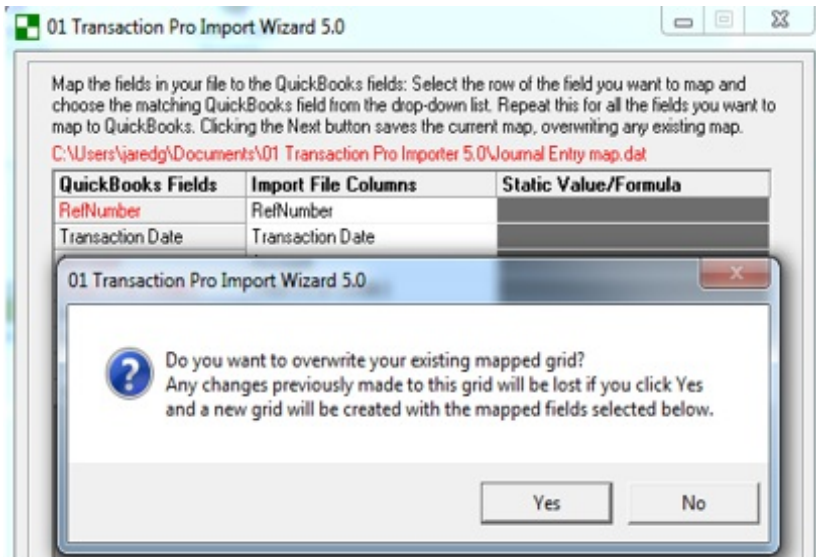 01 Transaction Pro Import Wizard 5.0
Map the fields in your file to the QuickBooks fields: Select the row of the field you want to map and
choose the matching QuickBooks field from the drop-down list. Repeat this for all the fields you want to
map to QuickBooks. Clicking the Next button saves the current map, overwriting any existing map.
C:\Users\jaredg\Documents\01 Transaction Pro Importer 5.0\Journal Entry map.dat
QuickBooks Fields Import File Columns Static Value/Formula
RefNumber RefNumber
Transaction Date Transaction Date
01 Transaction Pro Import Wizard 5.0
Do you want to overwrite your existing mapped grid?
Any changes previously made to this grid will be lost if you click Yes
and a new grid will be created with the mapped fields selected below.
Yes No